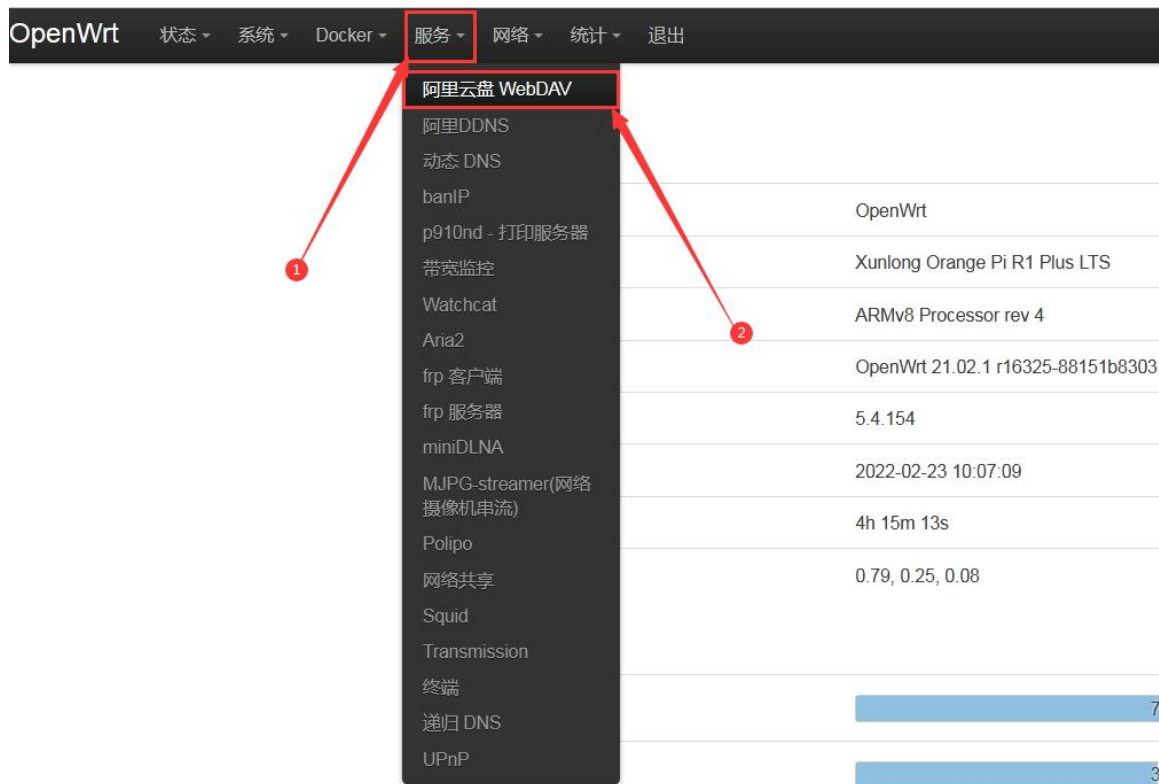 OpenWrt 状态 系统 Docker 服务 网络 统计 退出
阿里云盘 WebDAV
阿里DDNS
动态 DNS
banIP
p910nd - 打印服务器
带宽监控
Watchcat
Aria2
frp 客户端
frp 服务器
miniDLNA
MJPG-streamer(网络
摄像机串流)
Polipo
网络共享
Squid
Transmission
终端
递归 DNS
UPnP
1
2
OpenWrt
Xunlong Orange Pi R1 Plus LTS
ARMv8 Processor rev 4
OpenWrt 21.02.1 r16325-88151b8303
5.4.154
2022-02-23 10:07:09
4h 15m 13s
0.79, 0.25, 0.08
7
3